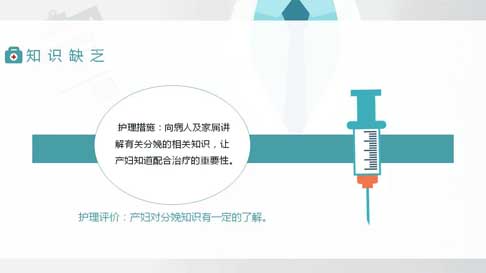 知识缺乏
护理措施：向病人及家属讲
解有关分娩的相关知识，让
产妇知道配合治疗的重要性。
护理评价：产妇对分娩知识有一定的了解。